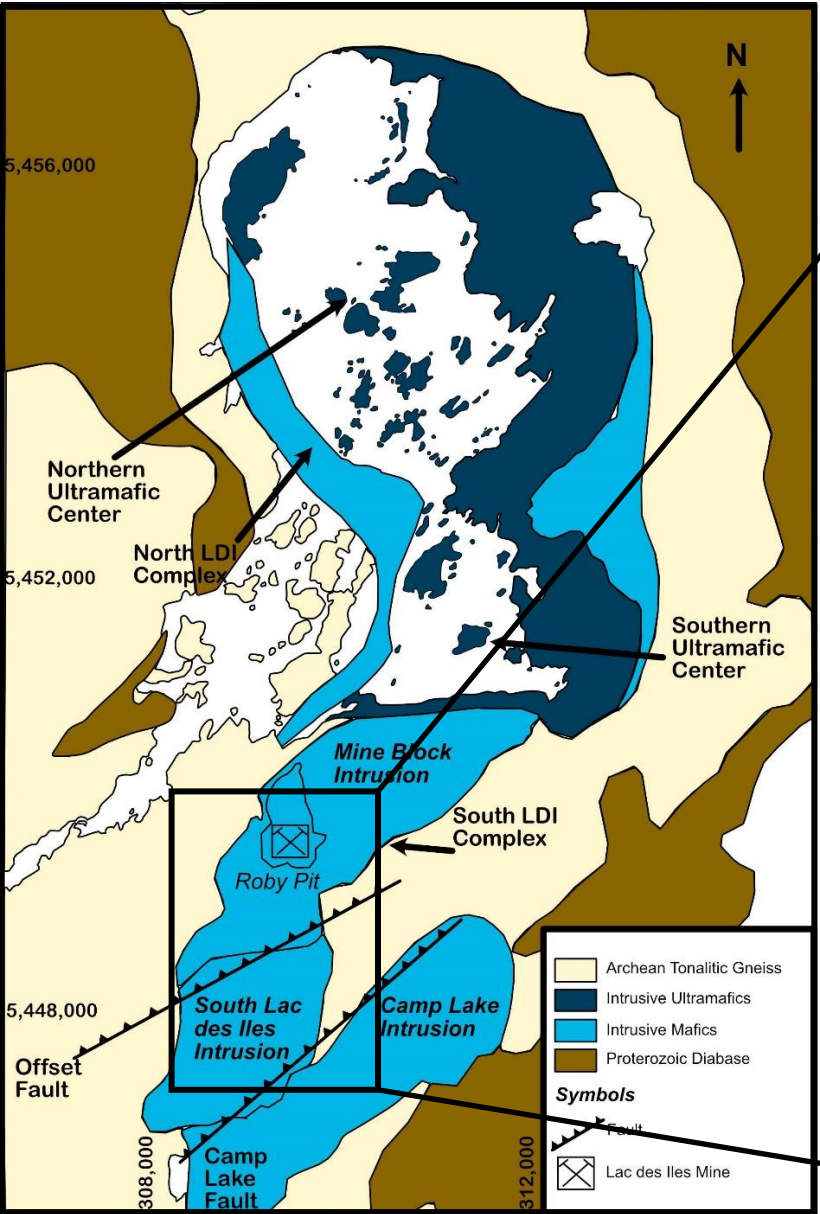 N
5,456,000
Northern
Ultramafic
Center
North LDI
Complex
5,452,000
Southern
Ultramafic
Center
Mine Block
Intrusion
South LDI
Complex
Roby Pit
5,448,000
South Lac
des Iles
Intrusion
Camp Lake
Intrusion
Offset
Fault
Camp
Lake
Fault
308,000
312,000
Archean Tonalitic Gneiss
Intrusive Ultramafics
Intrusive Mafics
Proterozoic Diabase
Symbols
Fault
Lac des Iles Mine